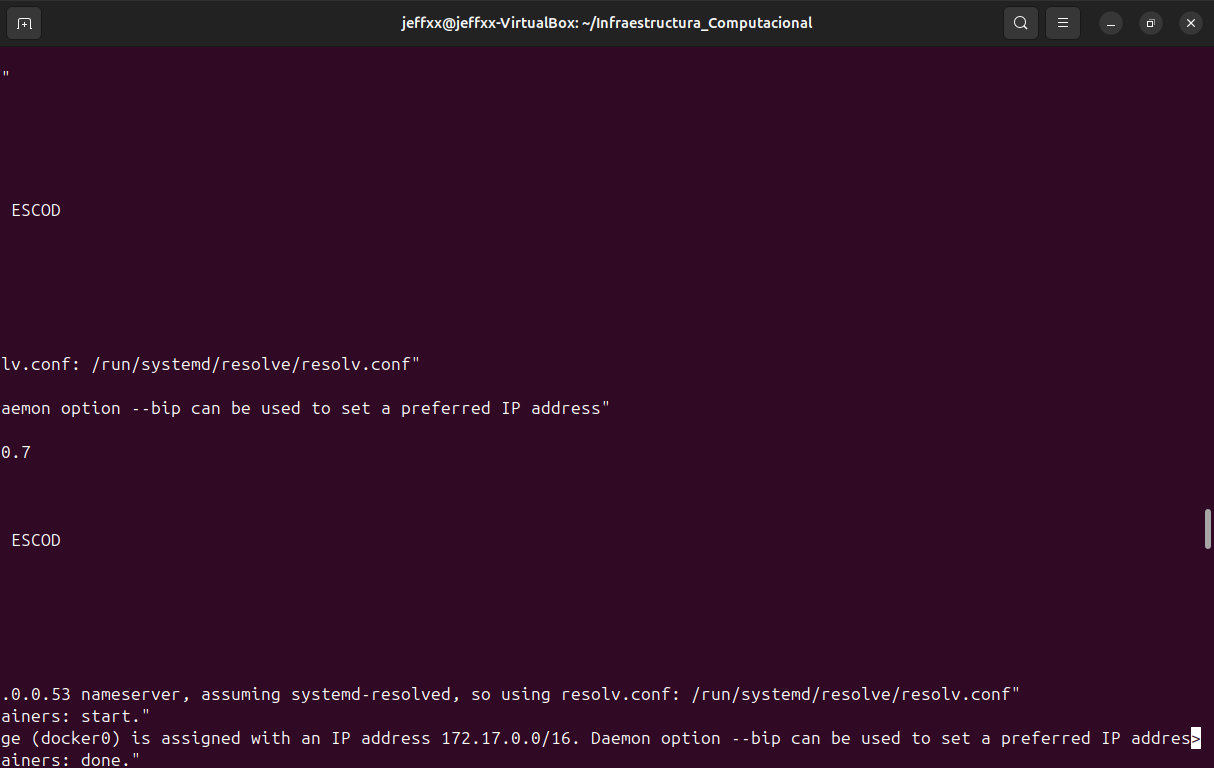 jeffxx@jeffxx-VirtualBox: ~/Infraestructura_Computacional
"
ESCOD
lv.conf: /run/systemd/resolve/resolv.conf"
aemon option --bip can be used to set a preferred IP address"
0.7
ESCOD
.0.0.53 nameserver, assuming systemd-resolved, so using resolv.conf: /run/systemd/resolve/resolv.conf"
ainers: start."
ge (docker0) is assigned with an IP address 172.17.0.0/16. Daemon option --bip can be used to set a preferred IP addres>
ainers: done."